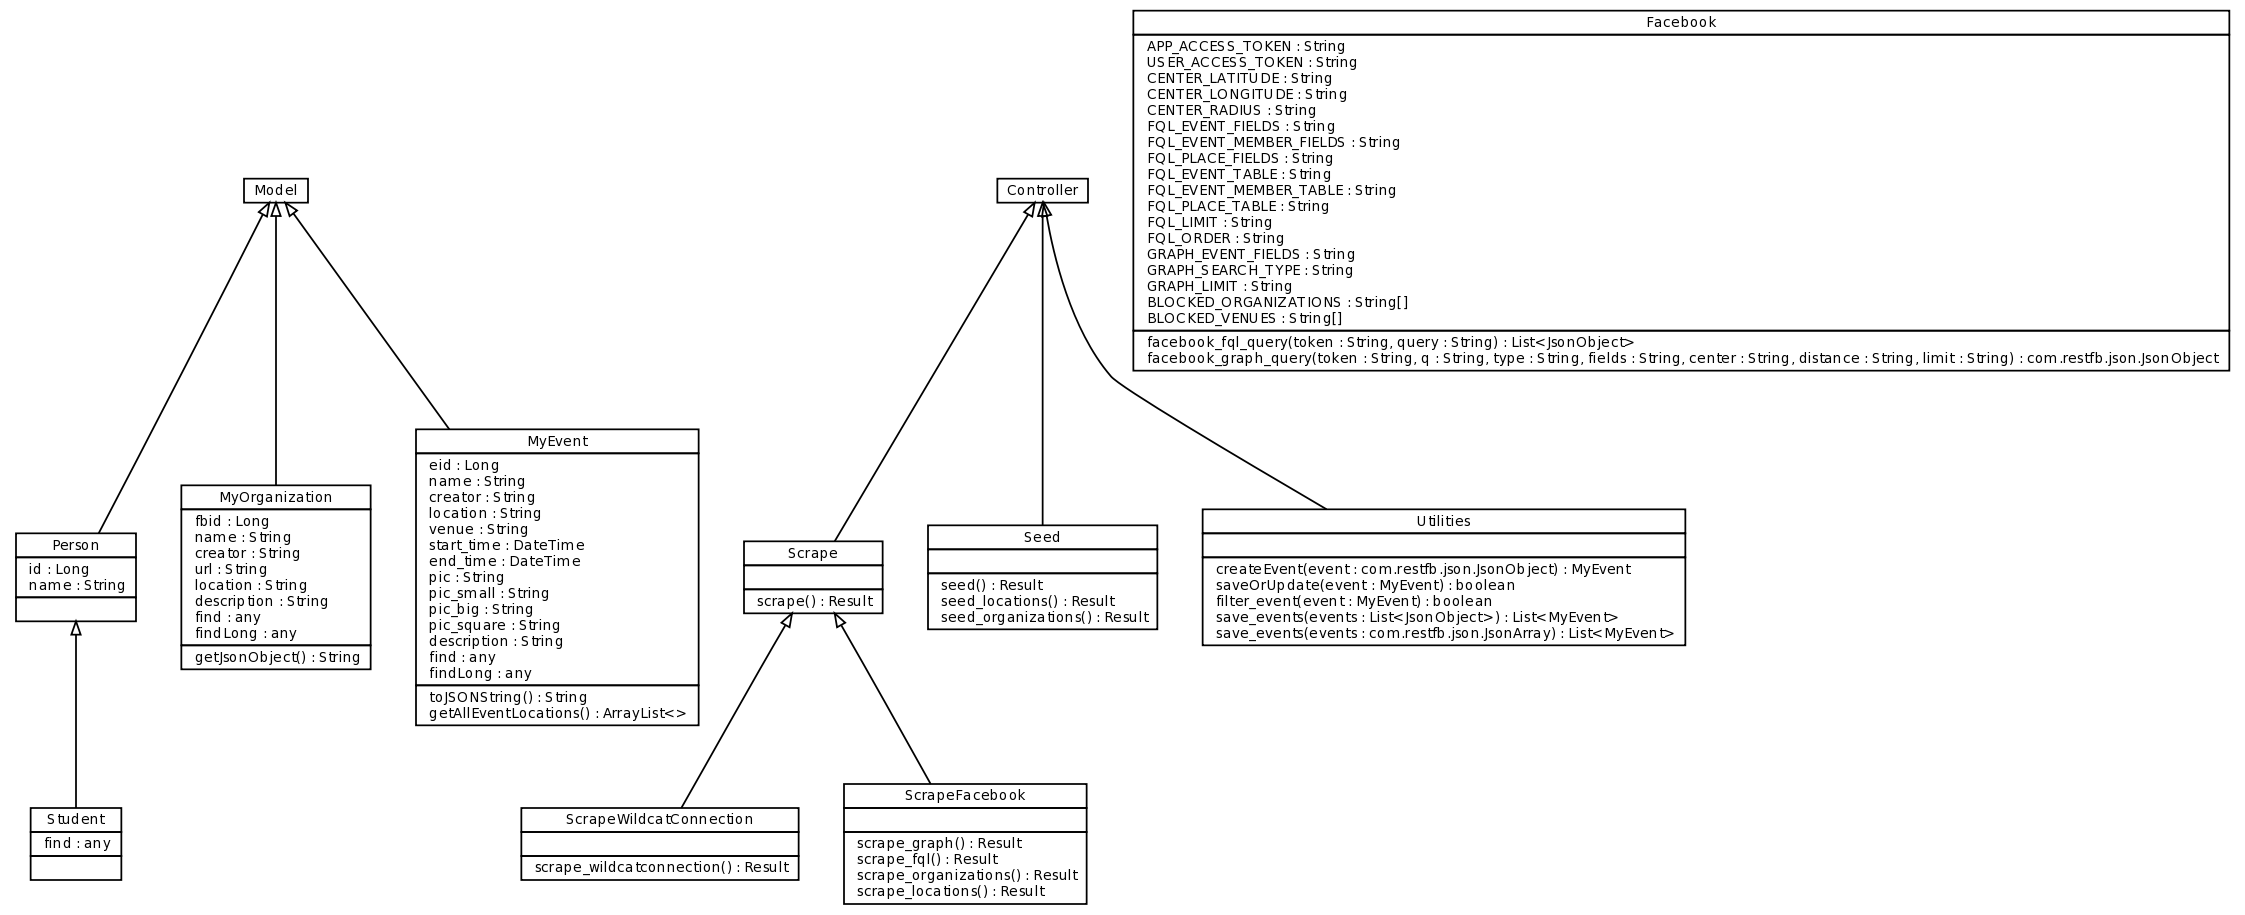 Facebook
APP_ACCESS_TOKEN : String
USER_ACCESS_TOKEN : String
CENTER_LATITUDE : String
CENTER_LONGITUDE : String
CENTER_RADIUS : String
FQL_EVENT_FIELDS : String
FQL_EVENT_MEMBER_FIELDS : String
FQL_PLACE_FIELDS : String
FQL_EVENT_TABLE : String
FQL_EVENT_MEMBER_TABLE : String
FQL_PLACE_TABLE : String
FQL_LIMIT : String
FQL_ORDER : String
GRAPH_EVENT_FIELDS : String
GRAPH_SEARCH_TYPE : String
GRAPH_LIMIT : String
BLOCKED_ORGANIZATIONS : String[]
BLOCKED_VENUES : String[]
facebook_fql_query(token : String, query : String) : List<JsonObject>
facebook_graph_query(token : String, q : String, type : String, fields : String, center : String, distance : String, limit : String) : com.restfb.json.JsonObject
Model
Controller
Person
id : Long
name : String
MyOrganization
fbid : Long
name : String
creator : String
url : String
location : String
description : String
find : any
findLong : any
getJsonObject() : String
MyEvent
eid : Long
name : String
creator : String
location : String
venue : String
start_time : DateTime
end_time : DateTime
pic : String
pic_small : String
pic_big : String
pic_square : String
description : String
find : any
findLong : any
toJSONString() : String
getAllEventLocations() : ArrayList<>
Scrape
scrape() : Result
Seed
seed() : Result
seed_locations() : Result
seed_organizations() : Result
Utilities
createEvent(event : com.restfb.json.JsonObject) : MyEvent
saveOrUpdate(event : MyEvent) : boolean
filter_event(event : MyEvent) : boolean
save_events(events : List<JsonObject>) : List<MyEvent>
save_events(events : com.restfb.json.JsonArray) : List<MyEvent>
Student
find : any
ScrapeWildcatConnection
scrape_wildcatconnection() : Result
ScrapeFacebook
scrape_graph() : Result
scrape_fql() : Result
scrape_organizations() : Result
scrape_locations() : Result